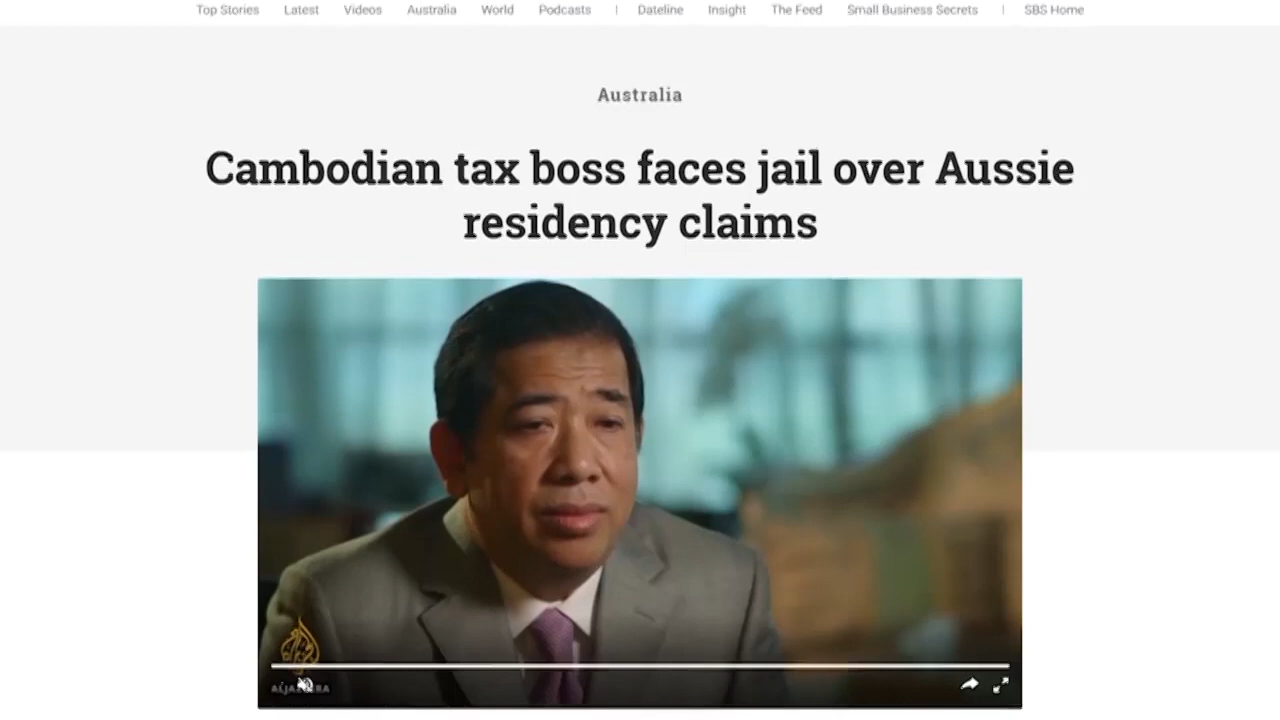 Top Stories Latest Videos Australia World Podcasts | Dateline Insight The Feed Small Business Secrets | SBS Home
Australia
Cambodian tax boss faces jail over Aussie
residency claims
ALJAZEERA